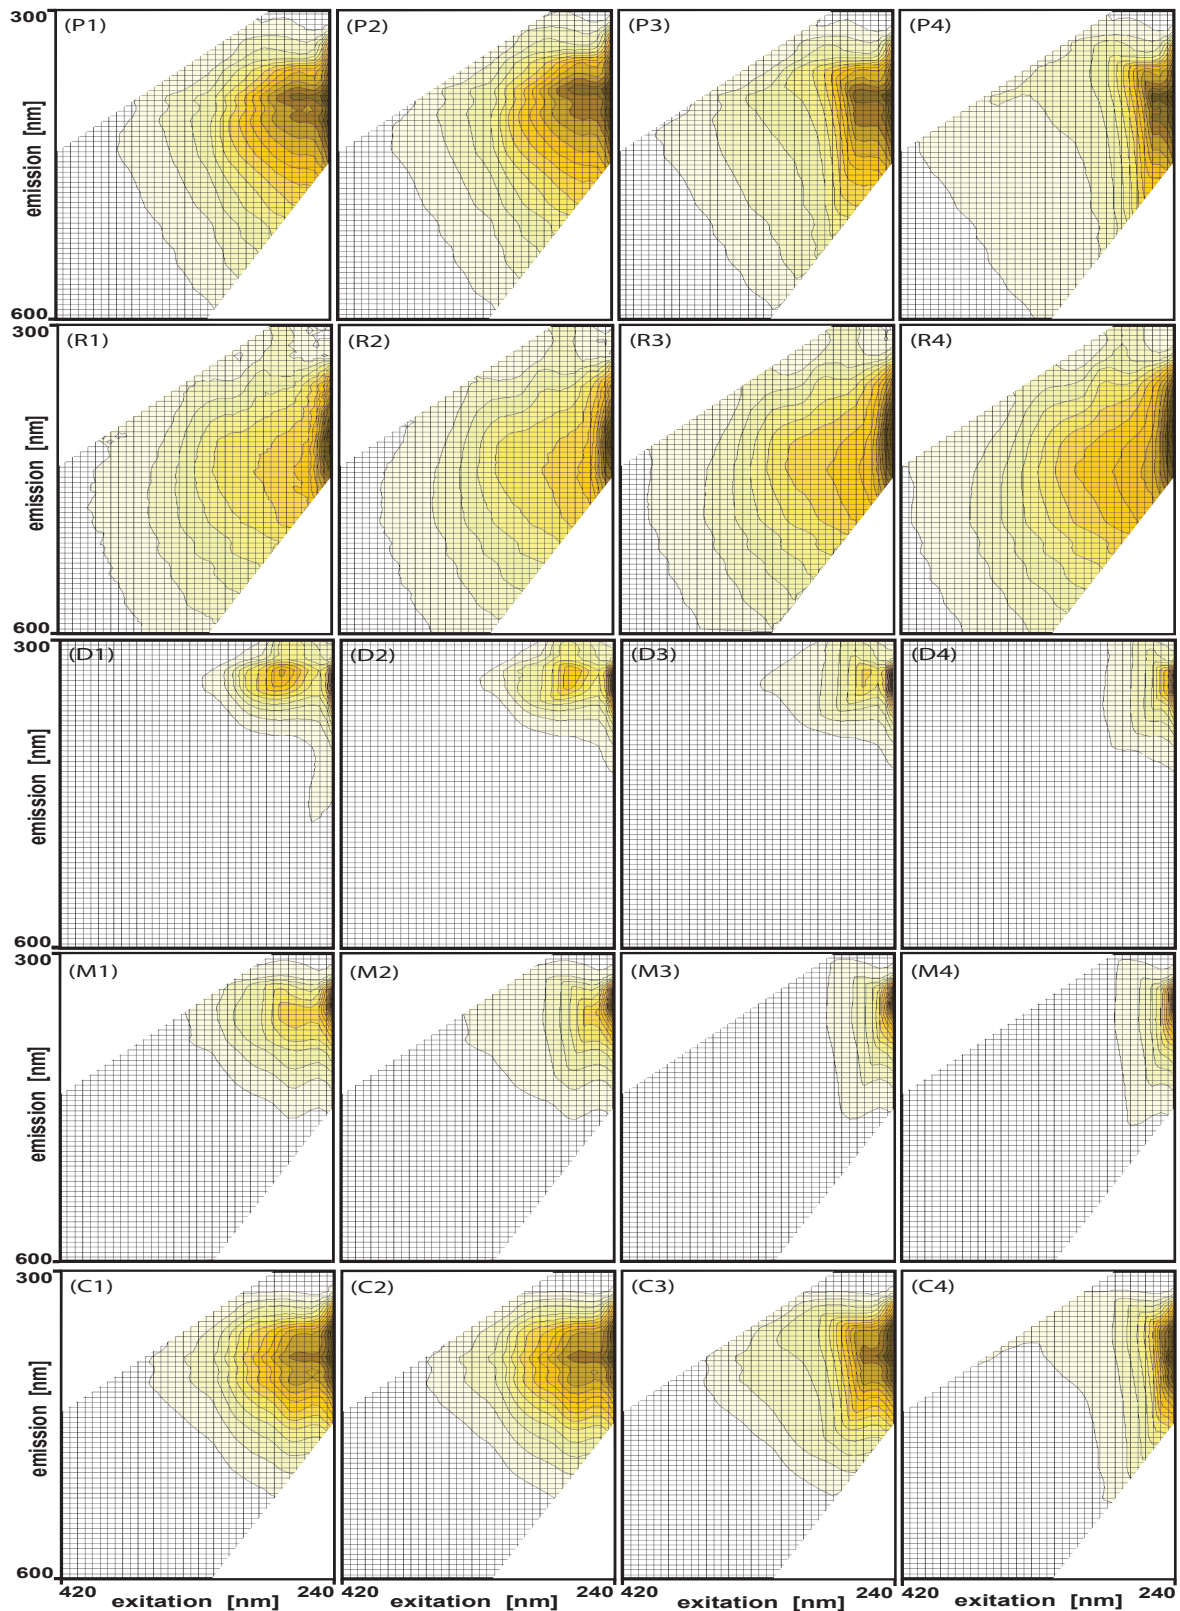 300
(P1) (P2) (P3) (P4)
emission [nm]
600
300
(R1) (R2) (R3) (R4)
emission [nm]
600
300
(D1) (D2) (D3) (D4)
emission [nm]
600
300
(M1) (M2) (M3) (M4)
emission [nm]
600
300
(C1) (C2) (C3) (C4)
emission [nm]
600
420 240 420 240 420 240 420 240
exitation [nm] exitation [nm] exitation [nm] exitation [nm]